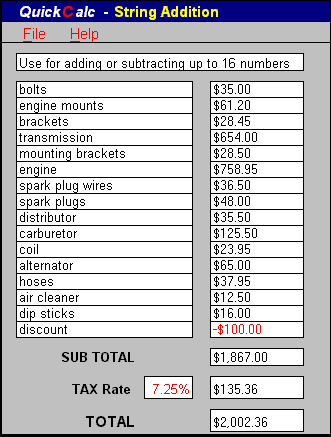 QuickCalc - String Addition
File Help
Use for adding or subtracting up to 16 numbers
bolts $35.00
engine mounts $61.20
brackets $28.45
transmission $654.00
mounting brackets $28.50
engine $758.95
spark plug wires $36.50
spark plugs $48.00
distributor $35.50
carburetor $125.50
coil $23.95
alternator $65.00
hoses $37.95
air cleaner $12.50
dip sticks $16.00
discount -$100.00
SUB TOTAL $1,867.00
TAX Rate 7.25% $135.36
TOTAL $2,002.36